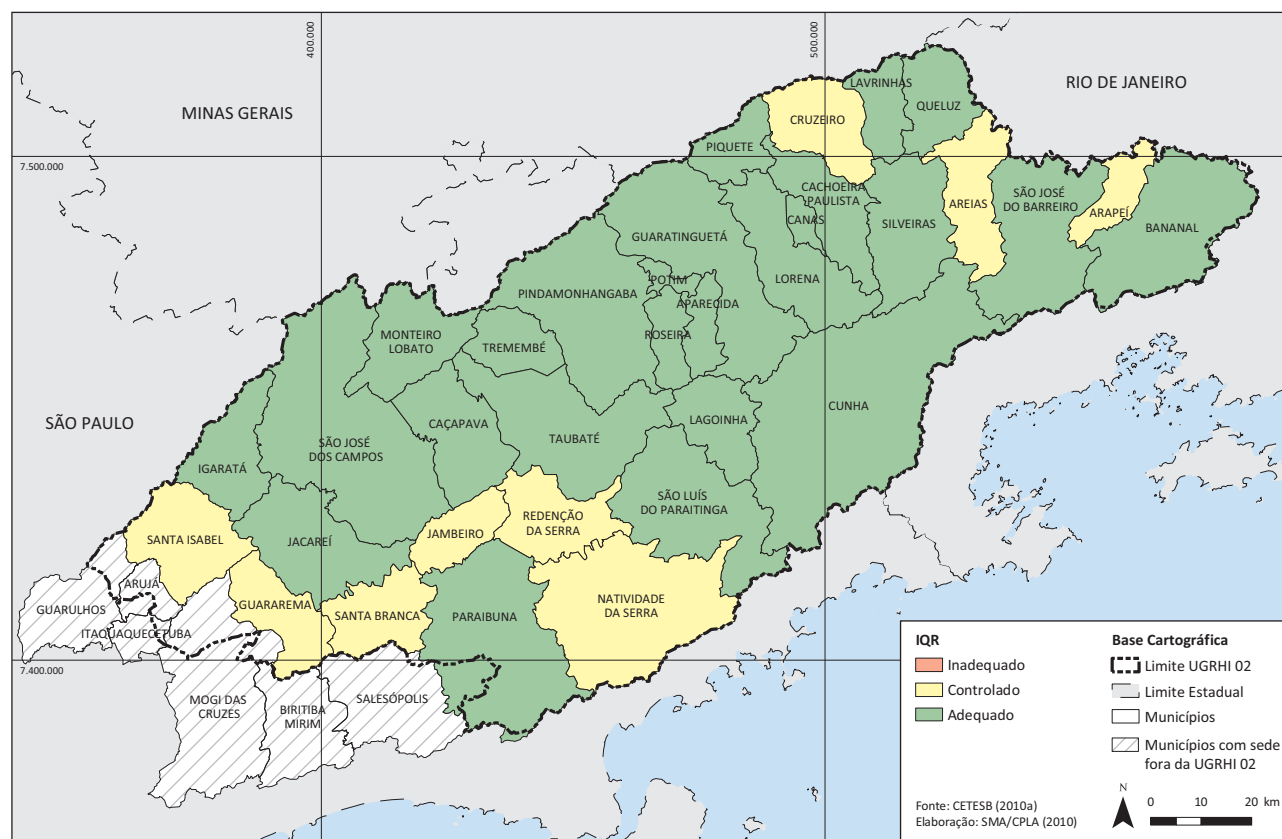 400.000
500.000
MINAS GERAIS
RIO DE JANEIRO
LAVRINHAS
QUELUZ
CRUZEIRO
PIQUETE
7.500.000
CACHOEIRA
PAULISTA
CANAS
SILVEIRAS
AREIAS
SÃO JOSÉ
DO BARREIRO
ARAPEÍ
BANANAL
GUARATINGUETÁ
LORENA
POTIM
APARECIDA
PINDAMONHANGABA
ROSEIRA
MONTEIRO
LOBATO
TREMEMBÉ
SÃO PAULO
CUNHA
LAGOINHA
CAÇAPAVA
TAUBATÉ
SÃO JOSÉ
DOS CAMPOS
IGARATÁ
SÃO LUÍS
DO PARAITINGA
REDENÇÃO
DA SERRA
JAMBEIRO
SANTA ISABEL
JACAREÍ
ARUJÁ
GUARULHOS
GUARAREMA
SANTA BRANCA
PARAIBUNA
NATIVIDADE
DA SERRA
ITAQUAQUECETUBA
7.400.000
MOGI DAS
CRUZES
BIRITIBA
MIRIM
SALESÓPOLIS
IQR
Inadequado
Controlado
Adequado
Base Cartográfica
Limite UGRHI 02
Limite Estadual
Municípios
Municípios com sede
fora da UGRHI 02
Fonte: CETESB (2010a)
Elaboração: SMA/CPLA (2010)
N
0 10 20 km